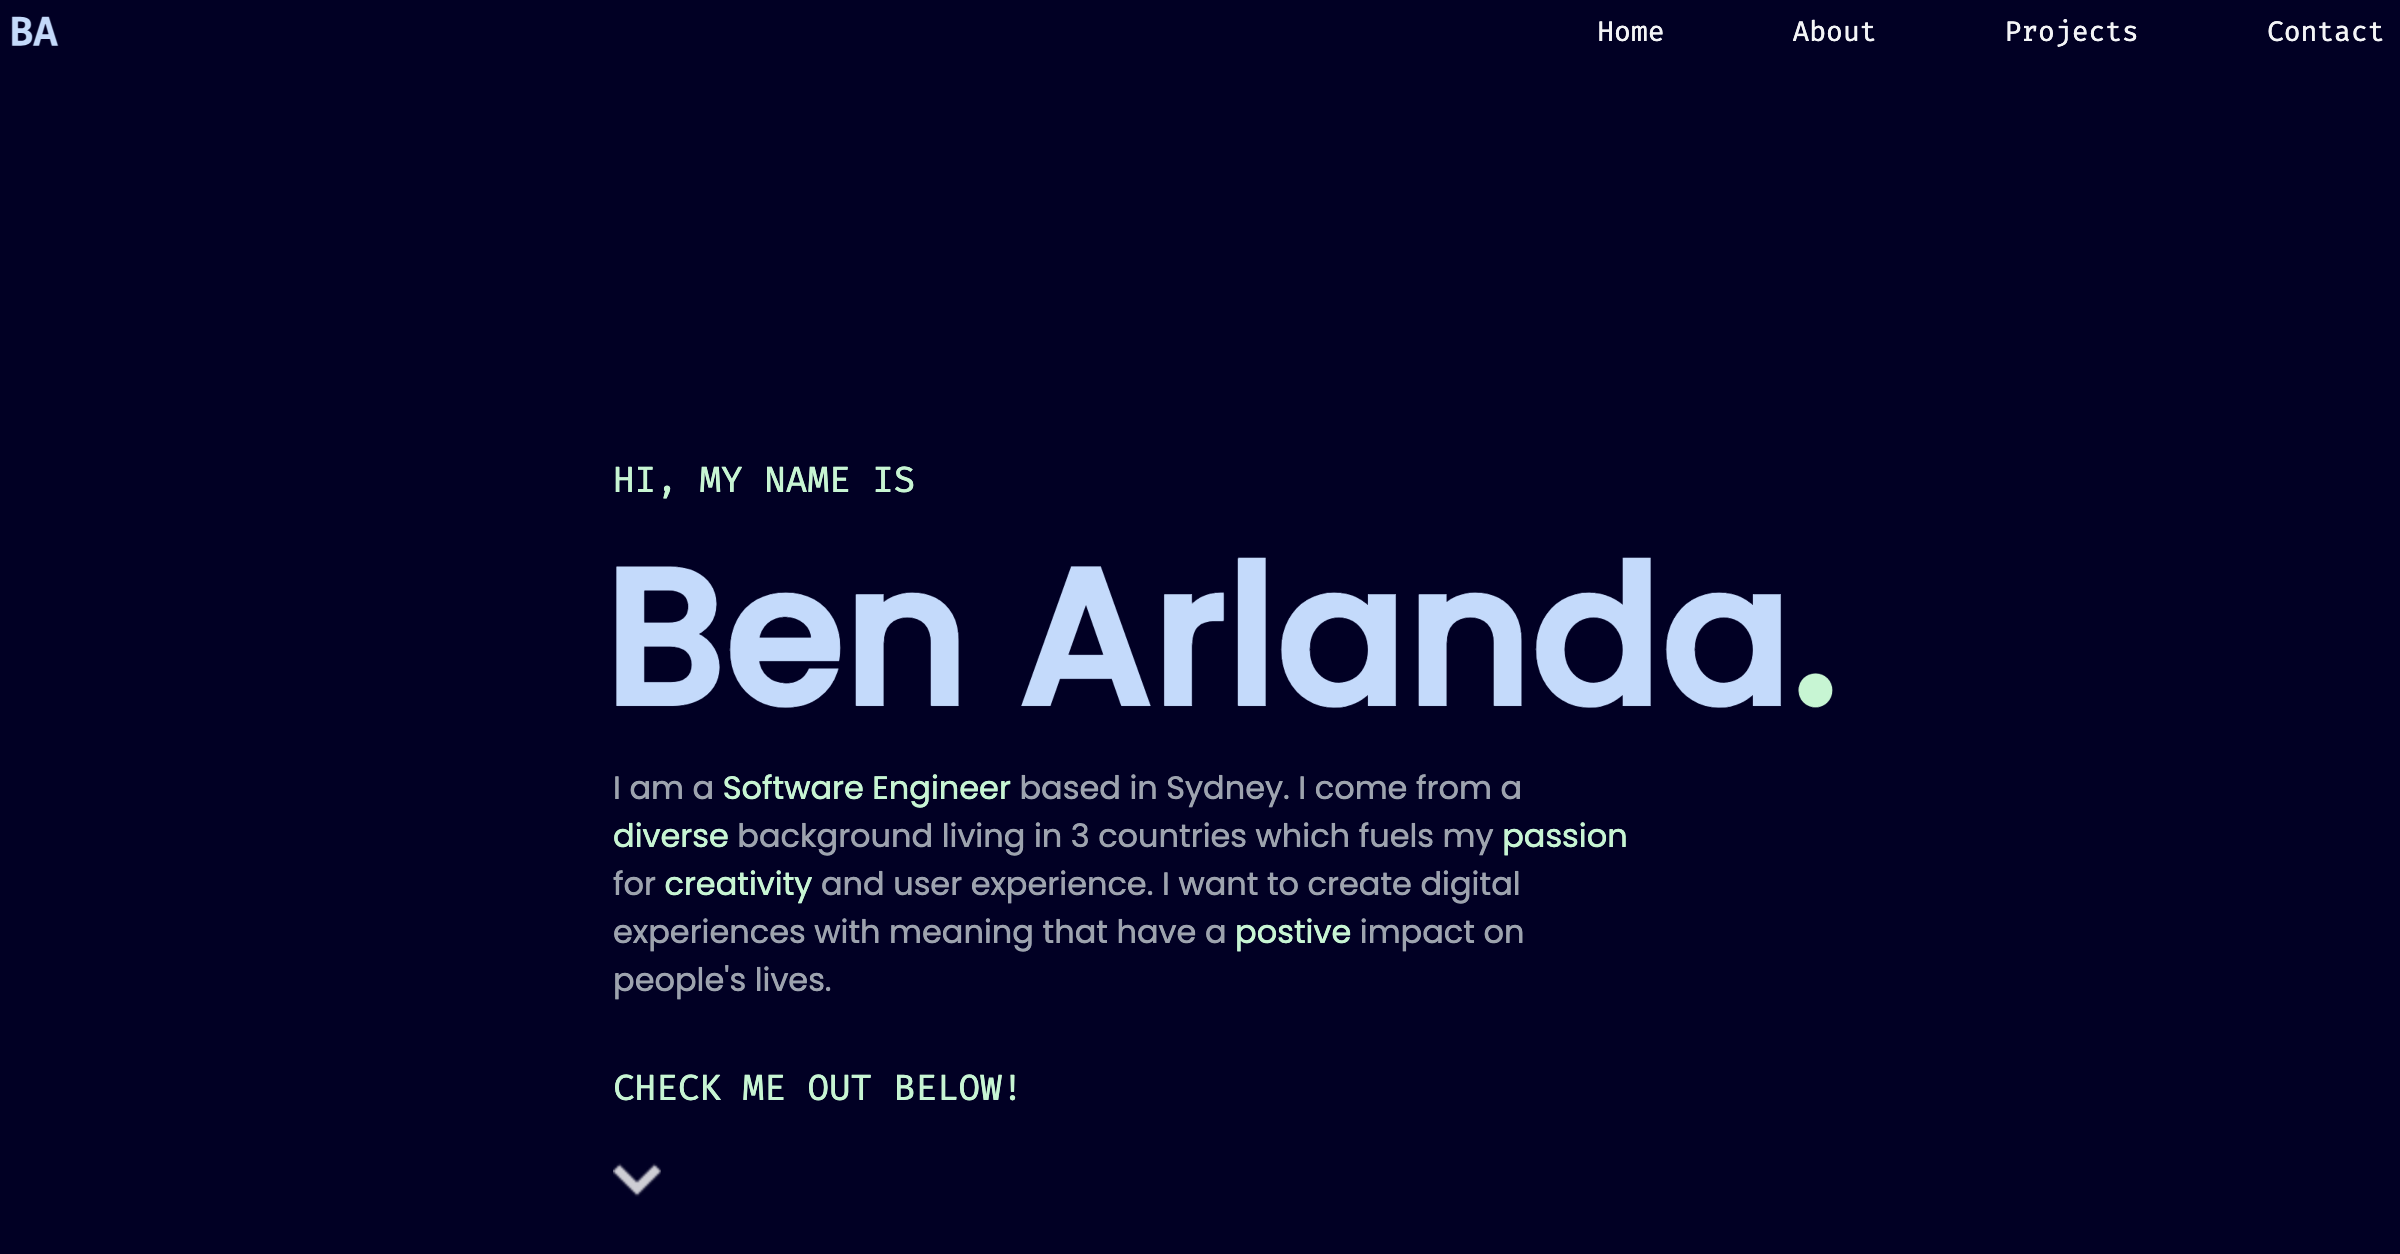 BA
Home About Projects Contact
HI, MY NAME IS
Ben Arlanda.
I am a Software Engineer based in Sydney. I come from a
diverse background living in 3 countries which fuels my passion
for creativity and user experience. I want to create digital
experiences with meaning that have a postive impact on
people's lives.
CHECK ME OUT BELOW!